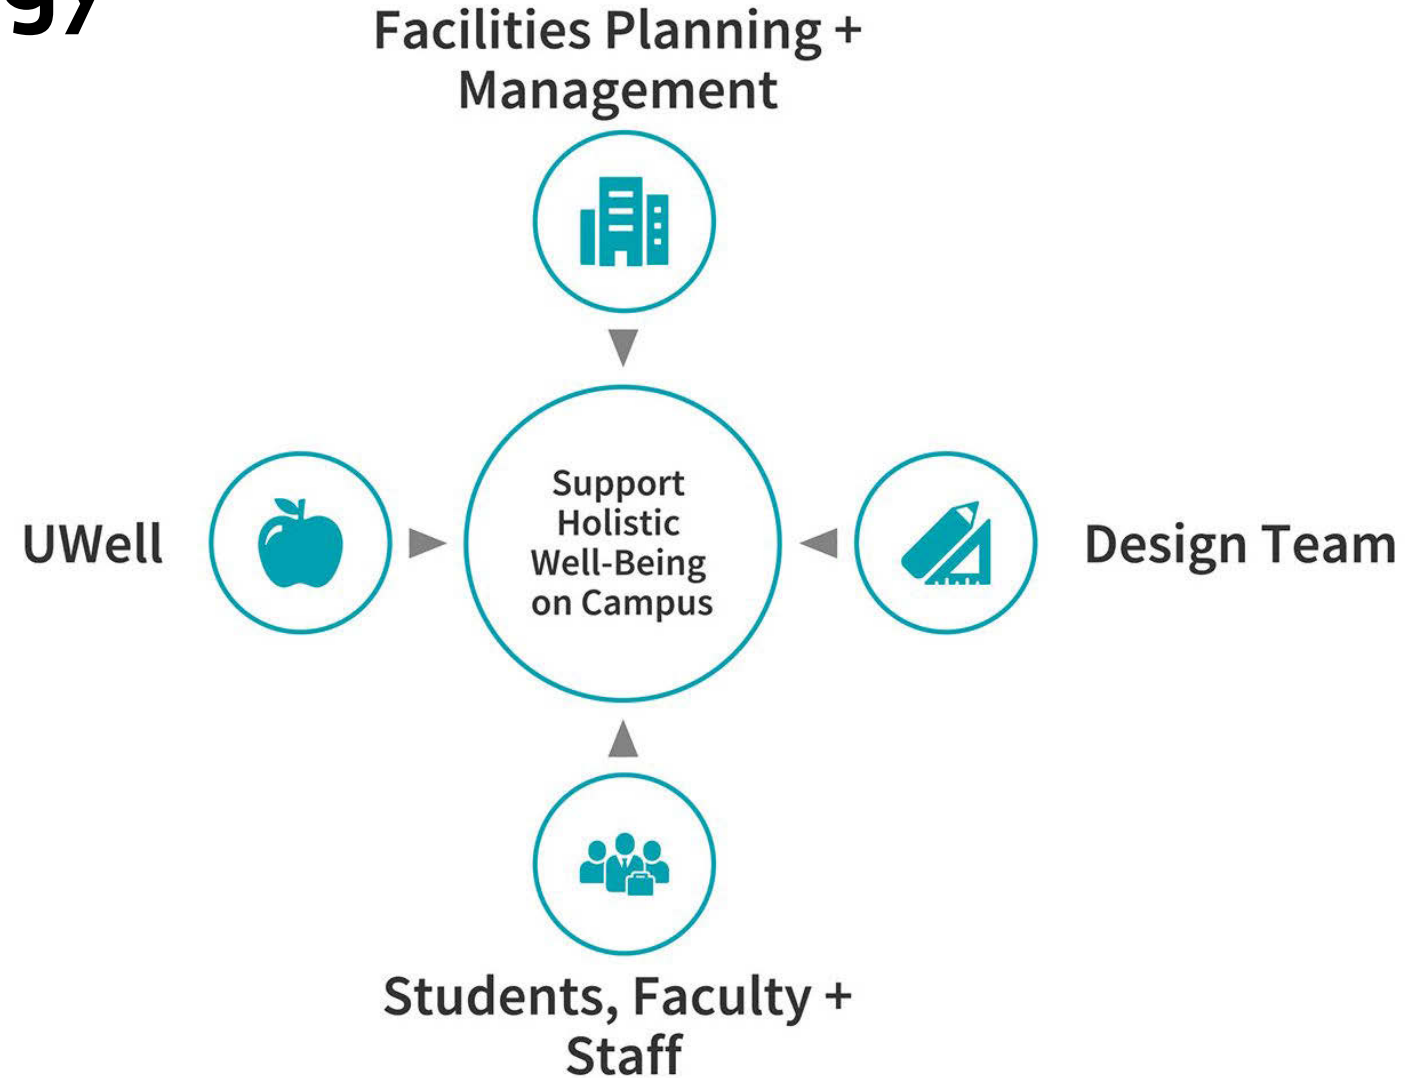 Facilities Planning +
Management
Support
Holistic
Well-Being
on Campus
UWell
Design Team
Students, Faculty +
Staff